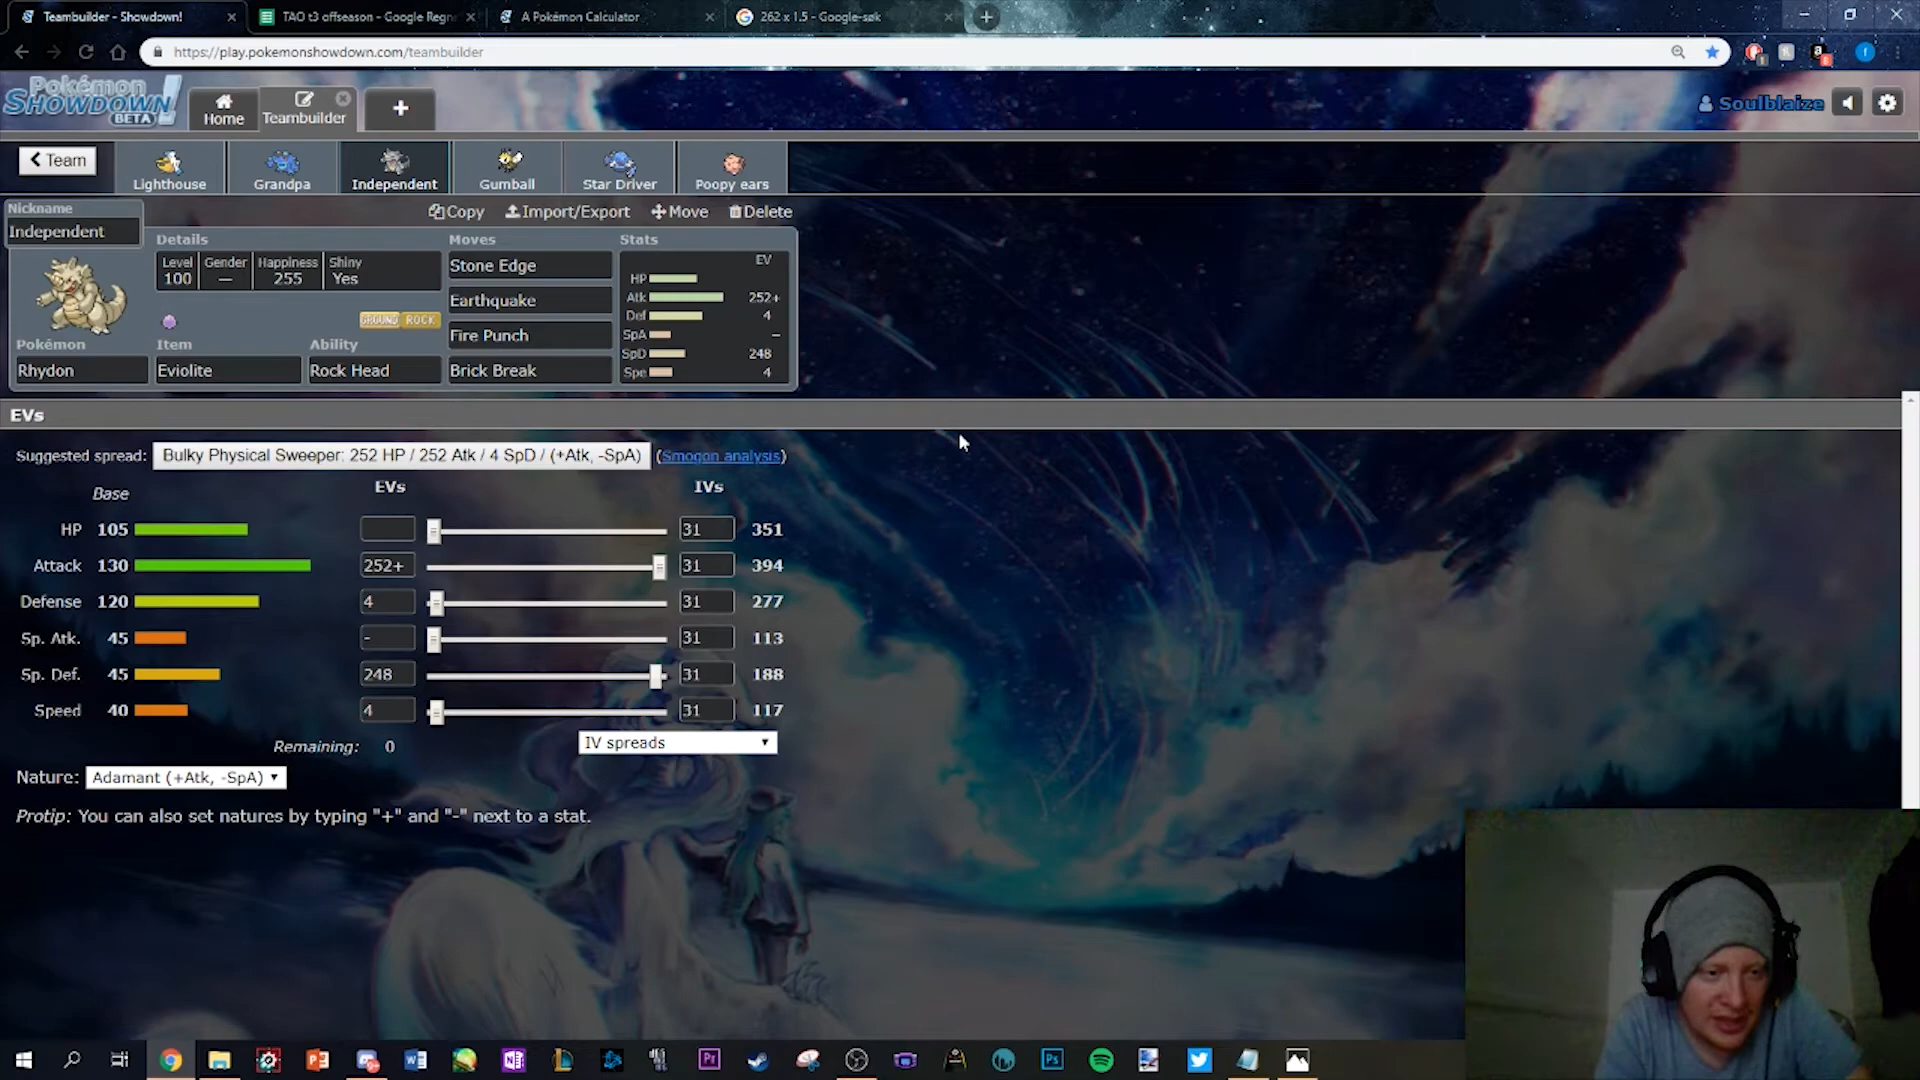 Teambuilder - Showdown!
TAO t3 offseason - Google Regn
A Pokémon Calculator
262 x 1.5 - Google-søk
https://play.pokemonshowdown.com/teambuilder
Pokémon
SHOWDOWN!
BETA
Home
Teambuilder
Soulblaize
Team
Lighthouse
Grandpa
Independent
Gumball
Star Driver
Poopy ears
Nickname
Independent
Copy Import/Export Move Delete
Details
Level Gender Happiness Shiny
100 — 255 Yes
GROUND ROCK
Pokémon Item Ability
Rhydon Eviolite Rock Head
Moves
Stone Edge
Earthquake
Fire Punch
Brick Break
Stats
EV
HP
Atk 252+
Def 4
SpA –
SpD 248
Spe 4
EVs
Suggested spread: Bulky Physical Sweeper: 252 HP / 252 Atk / 4 SpD / (+Atk, -SpA) (Smogon analysis)
Base EVs IVs
HP 105 31 351
Attack 130 252+ 31 394
Defense 120 4 31 277
Sp. Atk. 45 - 31 113
Sp. Def. 45 248 31 188
Speed 40 4 31 117
Remaining: 0
IV spreads
Nature: Adamant (+Atk, -SpA)
Protip: You can also set natures by typing "+" and "-" next to a stat.